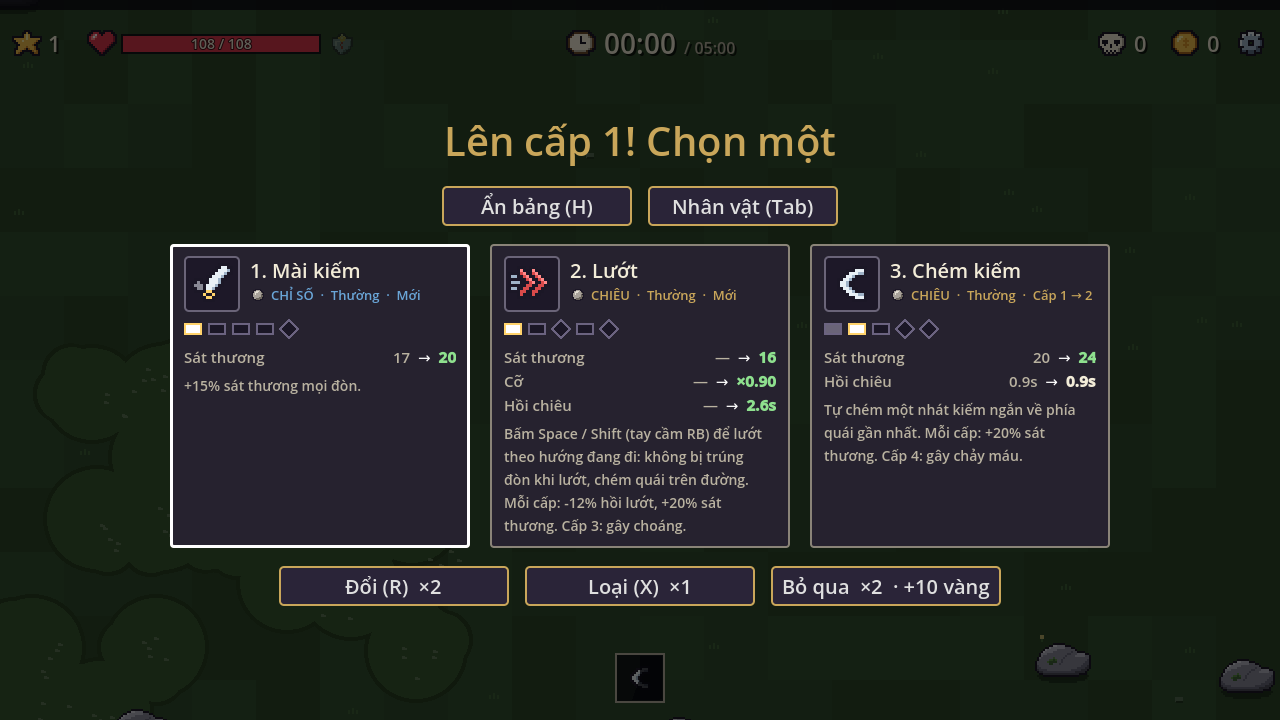 1
108 / 108
00:00 / 05:00
0
0
Lên cấp 1! Chọn một
Ẩn bảng (H)
Nhân vật (Tab)
1. Mài kiếm
CHỈ SỐ · Thường · Mới
Sát thương 17 → 20
+15% sát thương mọi đòn.
2. Lướt
CHIÊU · Thường · Mới
Sát thương — → 16
Cỡ — → ×0.90
Hồi chiêu — → 2.6s
Bấm Space / Shift (tay cầm RB) để lướt
theo hướng đang đi: không bị trúng
đòn khi lướt, chém quái trên đường.
Mỗi cấp: -12% hồi lướt, +20% sát
thương. Cấp 3: gây choáng.
3. Chém kiếm
CHIÊU · Thường · Cấp 1 → 2
Sát thương 20 → 24
Hồi chiêu 0.9s → 0.9s
Tự chém một nhát kiếm ngắn về phía
quái gần nhất. Mỗi cấp: +20% sát
thương. Cấp 4: gây chảy máu.
Đổi (R) ×2
Loại (X) ×1
Bỏ qua ×2 · +10 vàng